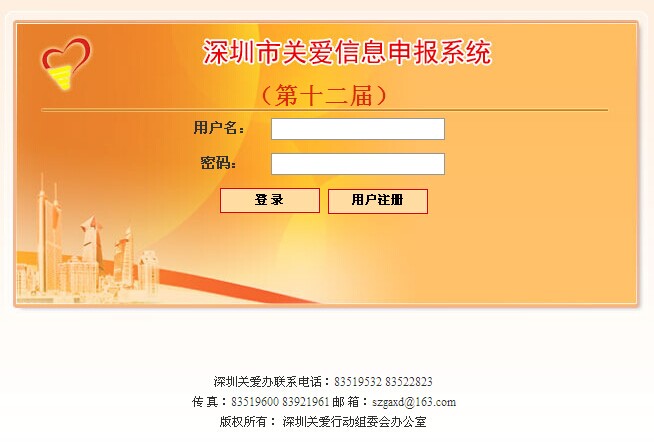 深圳市关爱信息申报系统
（第十二届）
用户名：
密码：
登 录 用户注册
深圳关爱办联系电话：83519532 83522823
传 真：83519600 83921961 邮 箱：szgaxd@163.com
版权所有： 深圳关爱行动组委会办公室